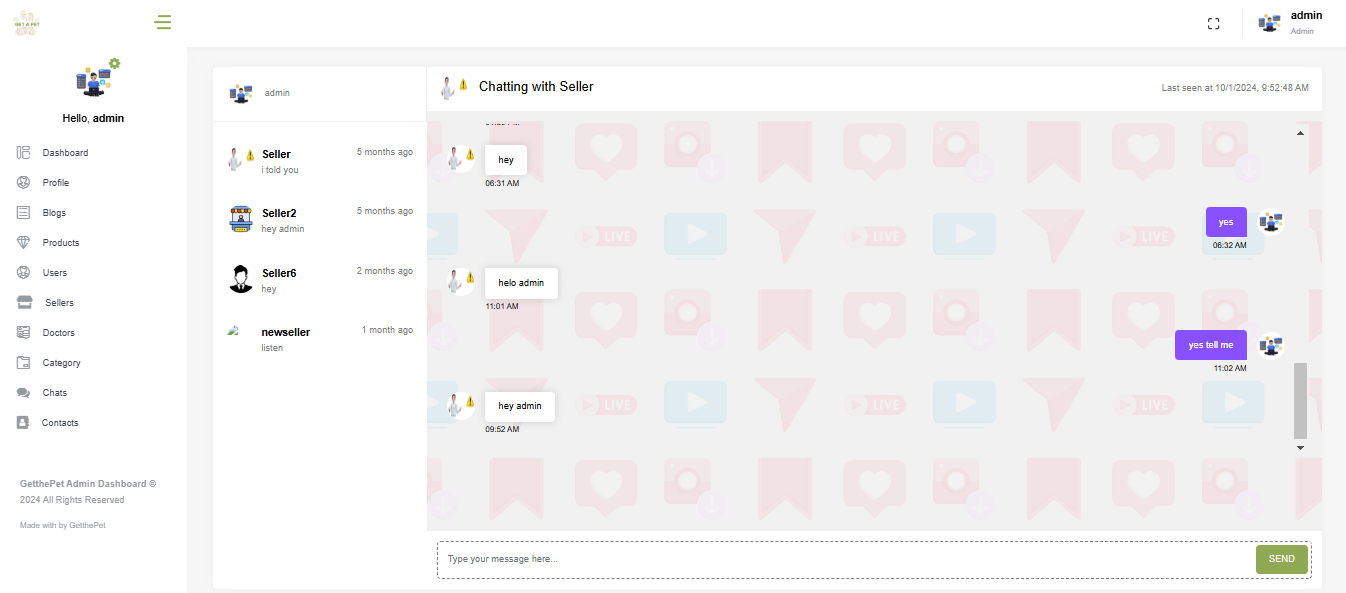 GET A PET
admin
Admin
Hello, admin
Dashboard
Profile
Blogs
Products
Users
Sellers
Doctors
Category
Chats
Contacts
GetthePet Admin Dashboard ©
2024 All Rights Reserved
Made with by GetthePet
admin
Seller
5 months ago
i told you
Seller2
5 months ago
hey admin
Seller6
2 months ago
hey
newseller
1 month ago
listen
Chatting with Seller
Last seen at 10/1/2024, 9:52:48 AM
hey
06:31 AM
yes
06:32 AM
LIVE
LIVE
LIVE
helo admin
11:01 AM
yes tell me
11:02 AM
hey admin
09:52 AM
LIVE
LIVE
LIVE
Type your message here...
SEND